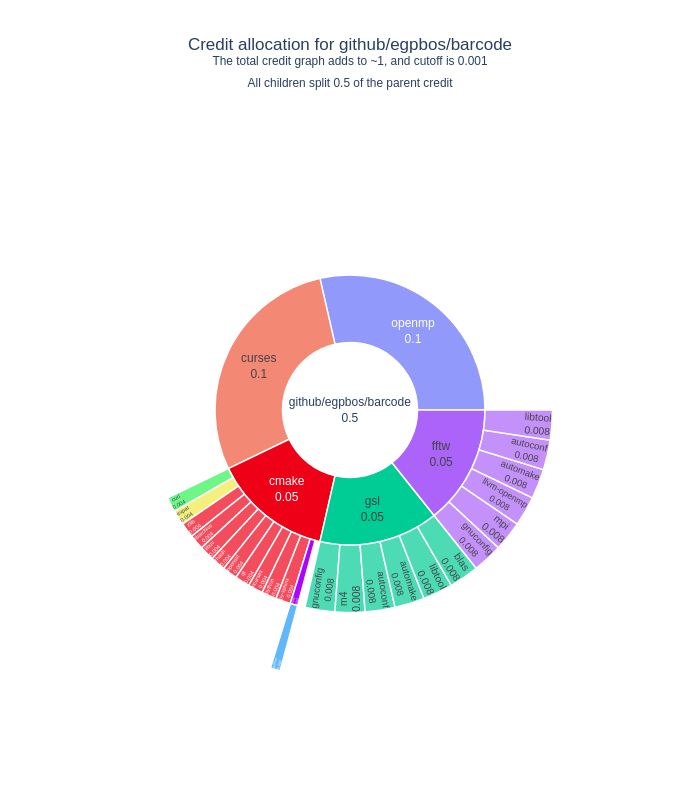 Credit allocation for github/egpbos/barcode
The total credit graph adds to ~1, and cutoff is 0.001
All children split 0.5 of the parent credit
openmp
0.1
curses
0.1
github/egpbos/barcode
0.5
fftw
0.05
cmake
0.05
gsl
0.05
libtool
0.008
autoconf
0.008
automake
0.008
llvm-openmp
0.008
mpi
0.008
gnuconfig
0.008
blas
0.008
libtool
0.008
automake
0.008
autoconf
0.008
m4
0.008
gnuconfig
0.008
0.004
0.004